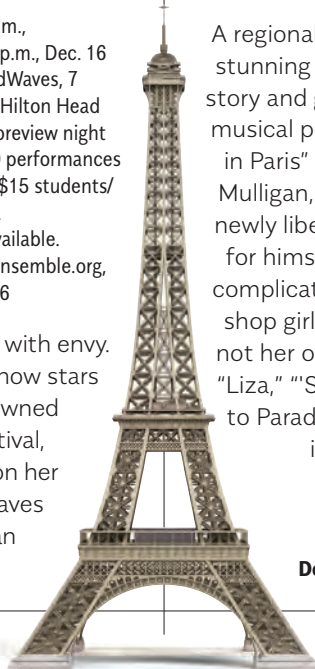 m.,
p.m., Dec. 16
dWaves, 7
Hilton Head
preview night
performances
$15 students/
ailable.
nsemble.org,
6
with envy.
how stars
wned
tival,
on her
aves
an
A regional
stunning
story and g
musical p
in Paris”
Mulligan,
newly libe
for hims
complicat
shop girl
not her o
“Liza,” “'S
to Parad
i
De